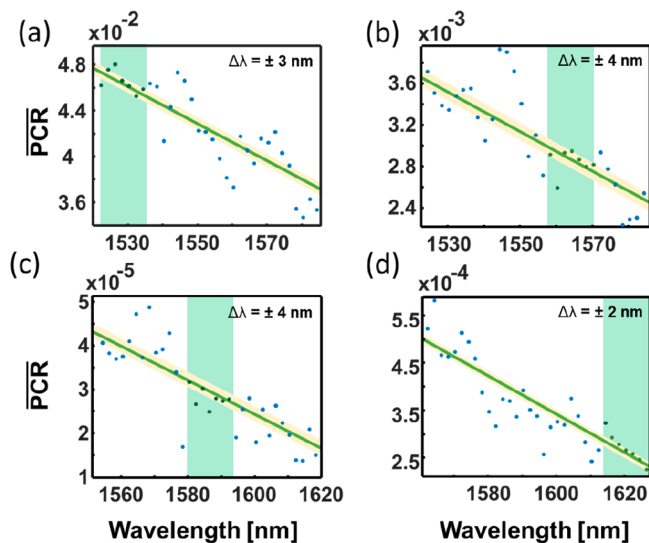 (a)
x10⁻²
Δλ = ± 3 nm
PCR
4.8
4.4
4
3.6
1530
1550
1570
(b)
x10⁻³
Δλ = ± 4 nm
3.6
3.2
2.8
2.4
1530
1550
1570
(c)
x10⁻⁵
Δλ = ± 4 nm
PCR
5
4
3
2
1
1560
1580
1600
1620
Wavelength [nm]
(d)
x10⁻⁴
Δλ = ± 2 nm
5.5
4.5
3.5
2.5
1580
1600
1620
Wavelength [nm]